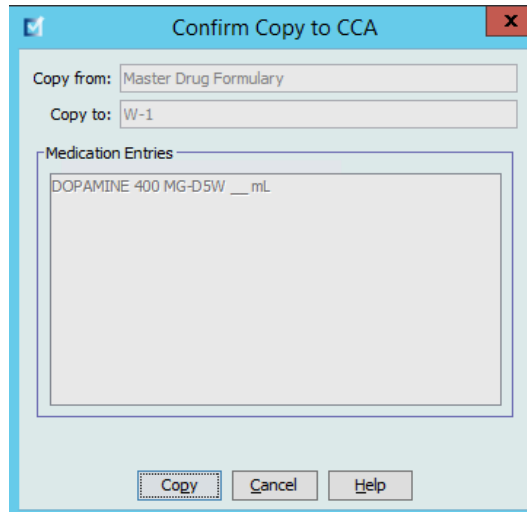 Confirm Copy to CCA
x
Copy from: Master Drug Formulary
Copy to: W-1
Medication Entries
DOPAMINE 400 MG-D5W __ mL
Copy Cancel Help